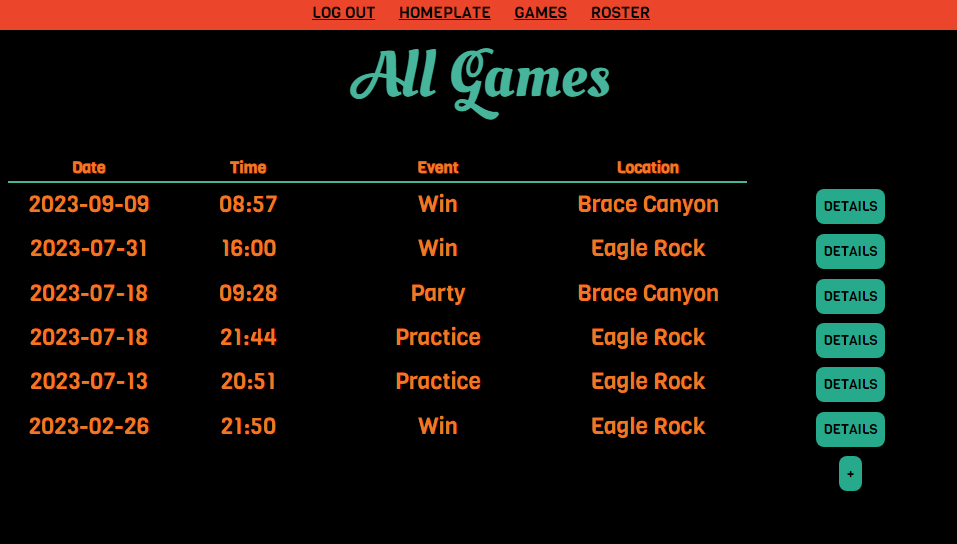 LOG OUT HOMEPLATE GAMES ROSTER
All Games
Date Time Event Location
2023-09-09 08:57 Win Brace Canyon DETAILS
2023-07-31 16:00 Win Eagle Rock DETAILS
2023-07-18 09:28 Party Brace Canyon DETAILS
2023-07-18 21:44 Practice Eagle Rock DETAILS
2023-07-13 20:51 Practice Eagle Rock DETAILS
2023-02-26 21:50 Win Eagle Rock DETAILS
+